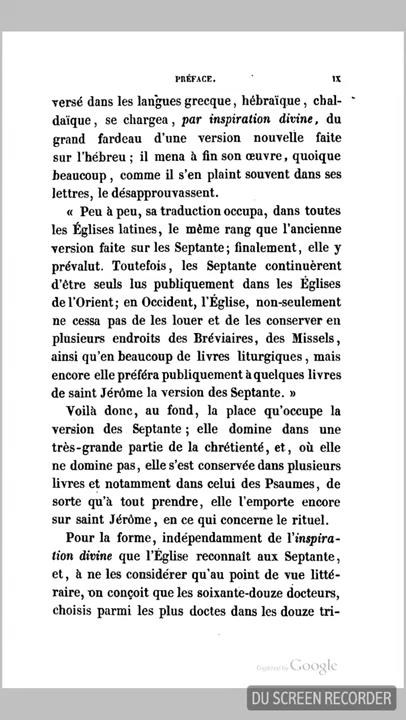 PRÉFACE. IX
versé dans les langues grecque, hébraïque, chal-
daïque, se chargea, par inspiration divine, du
grand fardeau d'une version nouvelle faite
sur l'hébreu; il mena à fin son œuvre, quoique
beaucoup, comme il s'en plaint souvent dans ses
lettres, le désapprouvassent.
« Peu à peu, sa traduction occupa, dans toutes
les Églises latines, le même rang que l'ancienne
version faite sur les Septante; finalement, elle y
prévalut. Toutefois, les Septante continuèrent
d'être seuls lus publiquement dans les Églises
de l'Orient; en Occident, l'Église, non-seulement
ne cessa pas de les louer et de les conserver en
plusieurs endroits des Bréviaires, des Missels,
ainsi qu'en beaucoup de livres liturgiques, mais
encore elle préféra publiquement à quelques livres
de saint Jérôme la version des Septante. »
Voilà donc, au fond, la place qu'occupe la
version des Septante; elle domine dans une
très-grande partie de la chrétienté, et, où elle
ne domine pas, elle s'est conservée dans plusieurs
livres et notamment dans celui des Psaumes, de
sorte qu'à tout prendre, elle l'emporte encore
sur saint Jérôme, en ce qui concerne le rituel.
Pour la forme, indépendamment de l'inspira-
tion divine que l'Église reconnaît aux Septante,
et, à ne les considérer qu'au point de vue litté-
raire, on conçoit que les soixante-douze docteurs,
choisis parmi les plus doctes dans les douze tri-
Digitized by Google
DU SCREEN RECORDER